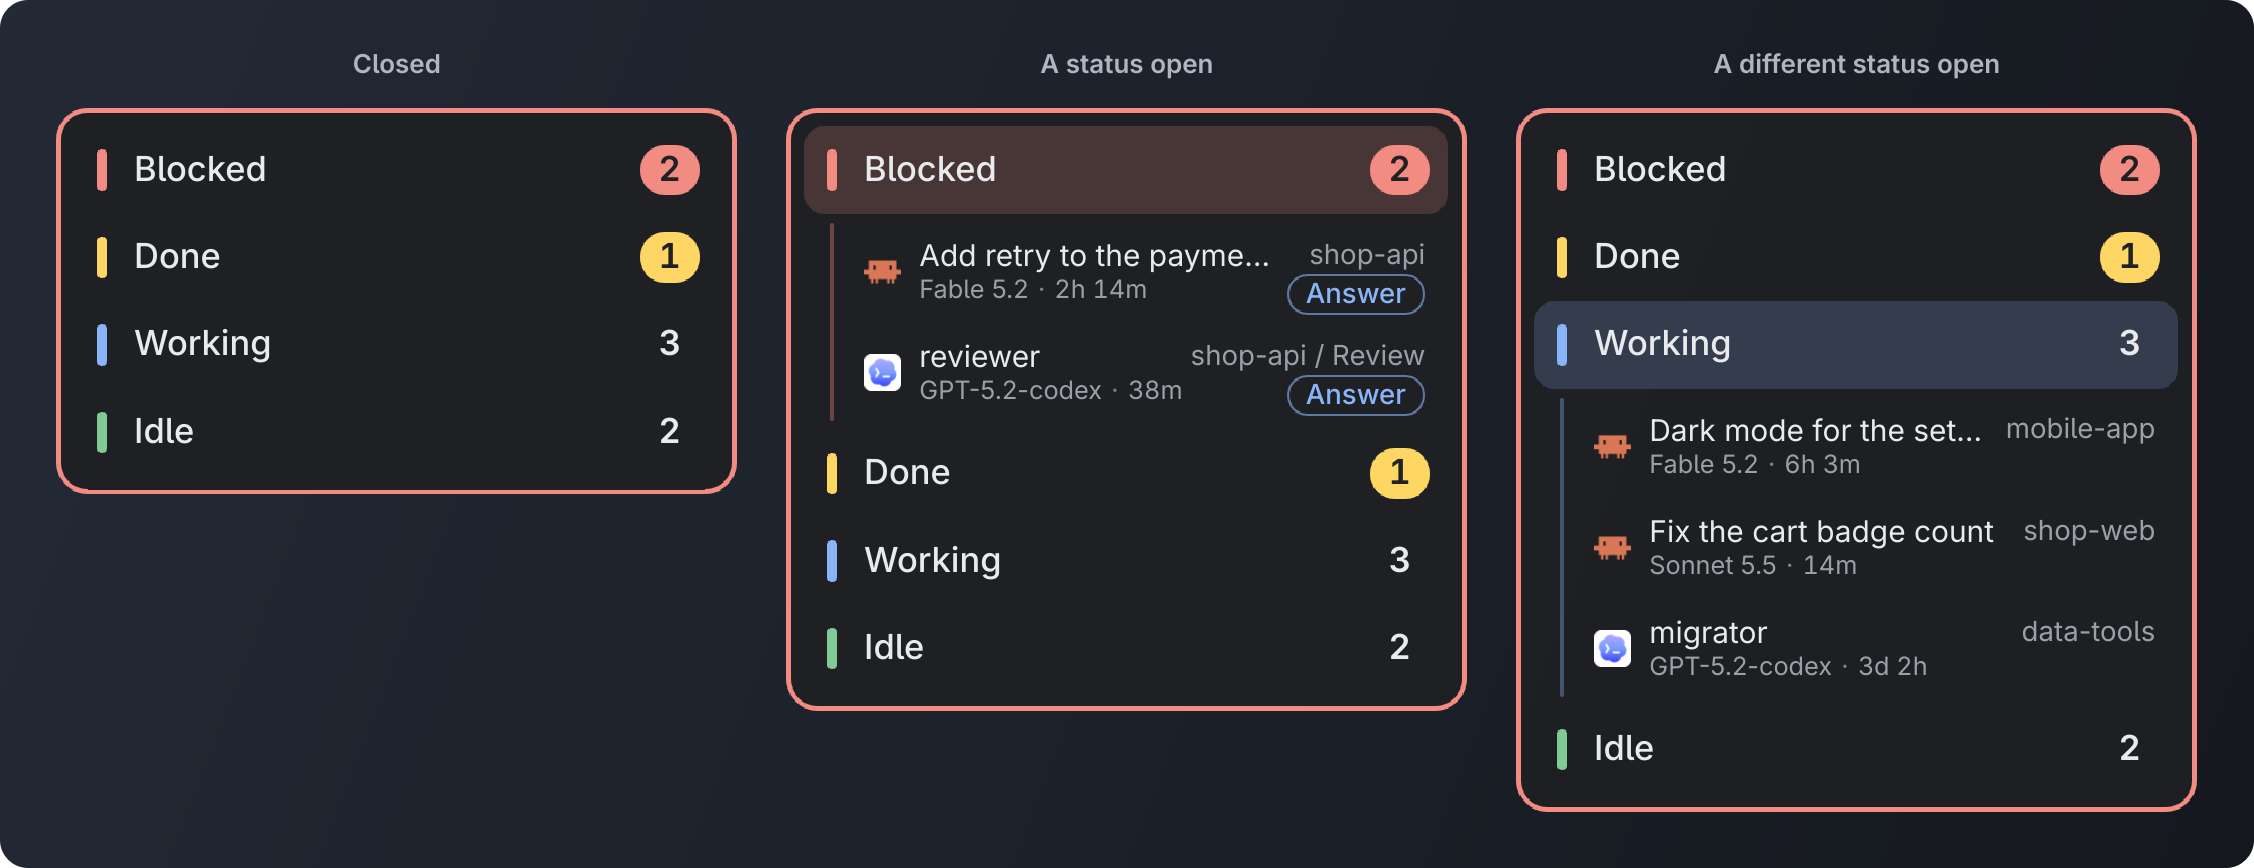 Closed
Blocked 2
Done 1
Working 3
Idle 2
A status open
Blocked 2
Add retry to the payme... shop-api
Fable 5.2 · 2h 14m
Answer
reviewer shop-api / Review
GPT-5.2-codex · 38m
Answer
Done 1
Working 3
Idle 2
A different status open
Blocked 2
Done 1
Working 3
Dark mode for the set... mobile-app
Fable 5.2 · 6h 3m
Fix the cart badge count shop-web
Sonnet 5.5 · 14m
migrator data-tools
GPT-5.2-codex · 3d 2h
Idle 2